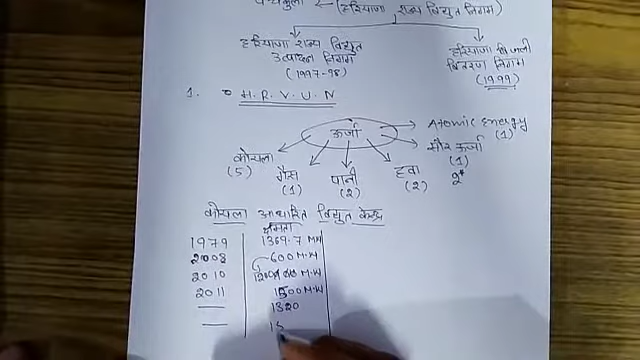 पंचकुला ← (हरियाणा राज्य विद्युत निगम)
हरियाणा राज्य विद्युत उत्पादन निगम (1997-98)
हरियाणा बिजली वितरण निगम (1999)
1. H.R.V.U.N
ऊर्जा
Atomic Energy (1)
सौर ऊर्जा (1)
कोयला (5)
गैस (1)
पानी (2)
हवा (2)
कोयला आधारित विद्युत केन्द्र
क्षमता
1979 1369.7 MW
2008 600 M.W
2010 M.W
2011 1500 M.W
— 1320
— 13